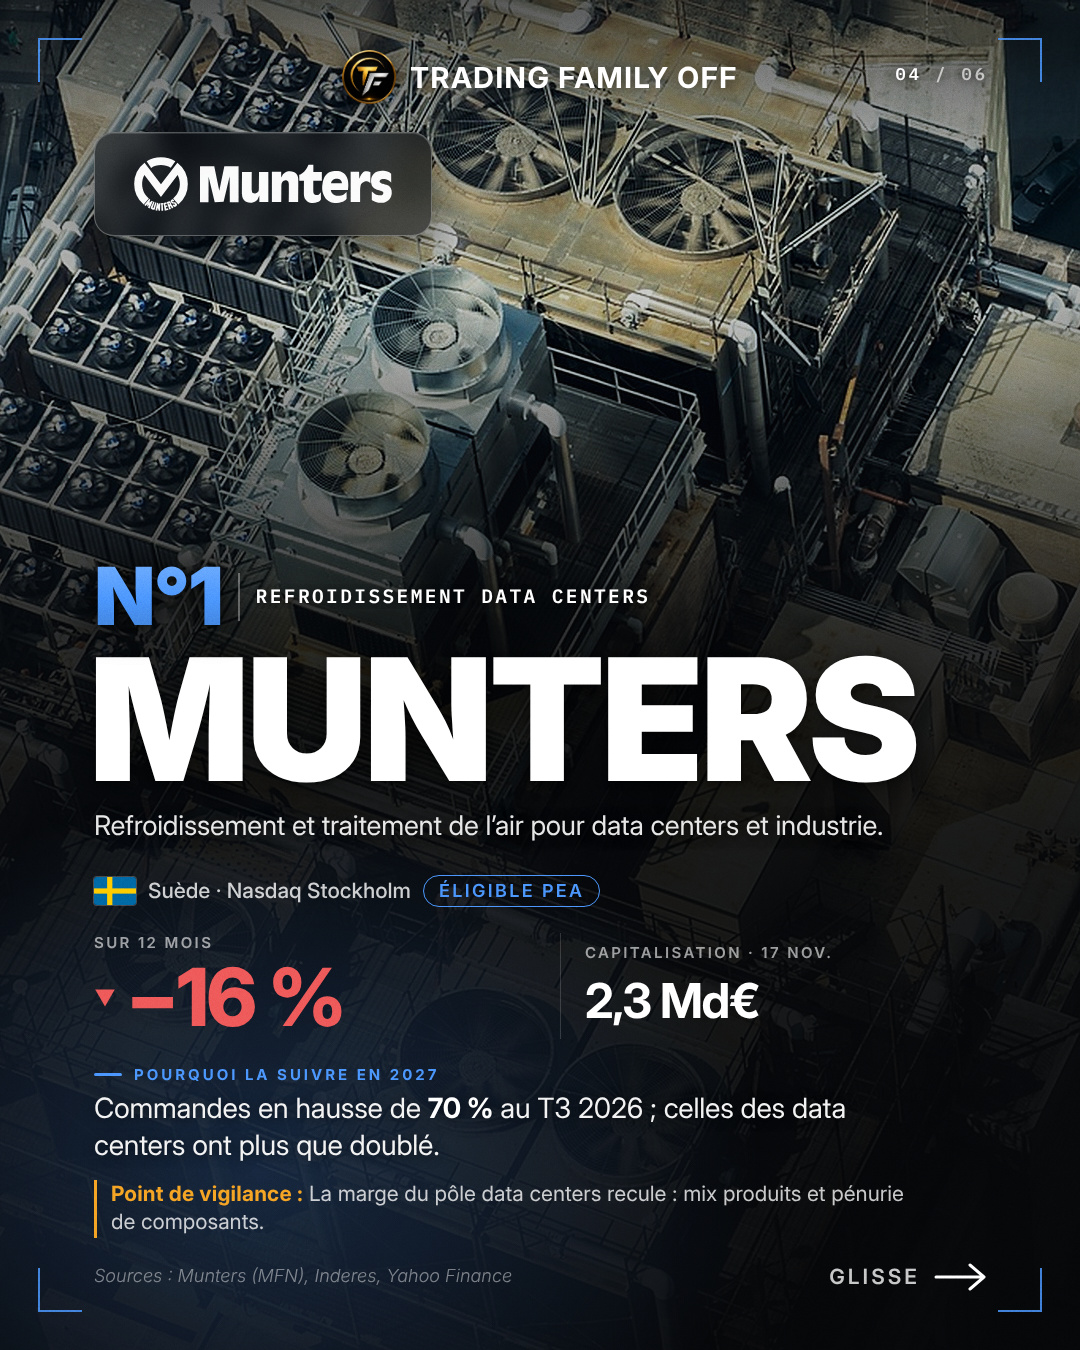 TRADING FAMILY OFF
04 / 06
Munters
MUNTERS
N°1
REFROIDISSEMENT DATA CENTERS
MUNTERS
Refroidissement et traitement de l’air pour data centers et industrie.
Suède · Nasdaq Stockholm
ÉLIGIBLE PEA
SUR 12 MOIS
▼ –16 %
CAPITALISATION · 17 NOV.
2,3 Md€
POURQUOI LA SUIVRE EN 2027
Commandes en hausse de 70 % au T3 2026 ; celles des data
centers ont plus que doublé.
Point de vigilance : La marge du pôle data centers recule : mix produits et pénurie
de composants.
Sources : Munters (MFN), Inderes, Yahoo Finance
GLISSE →